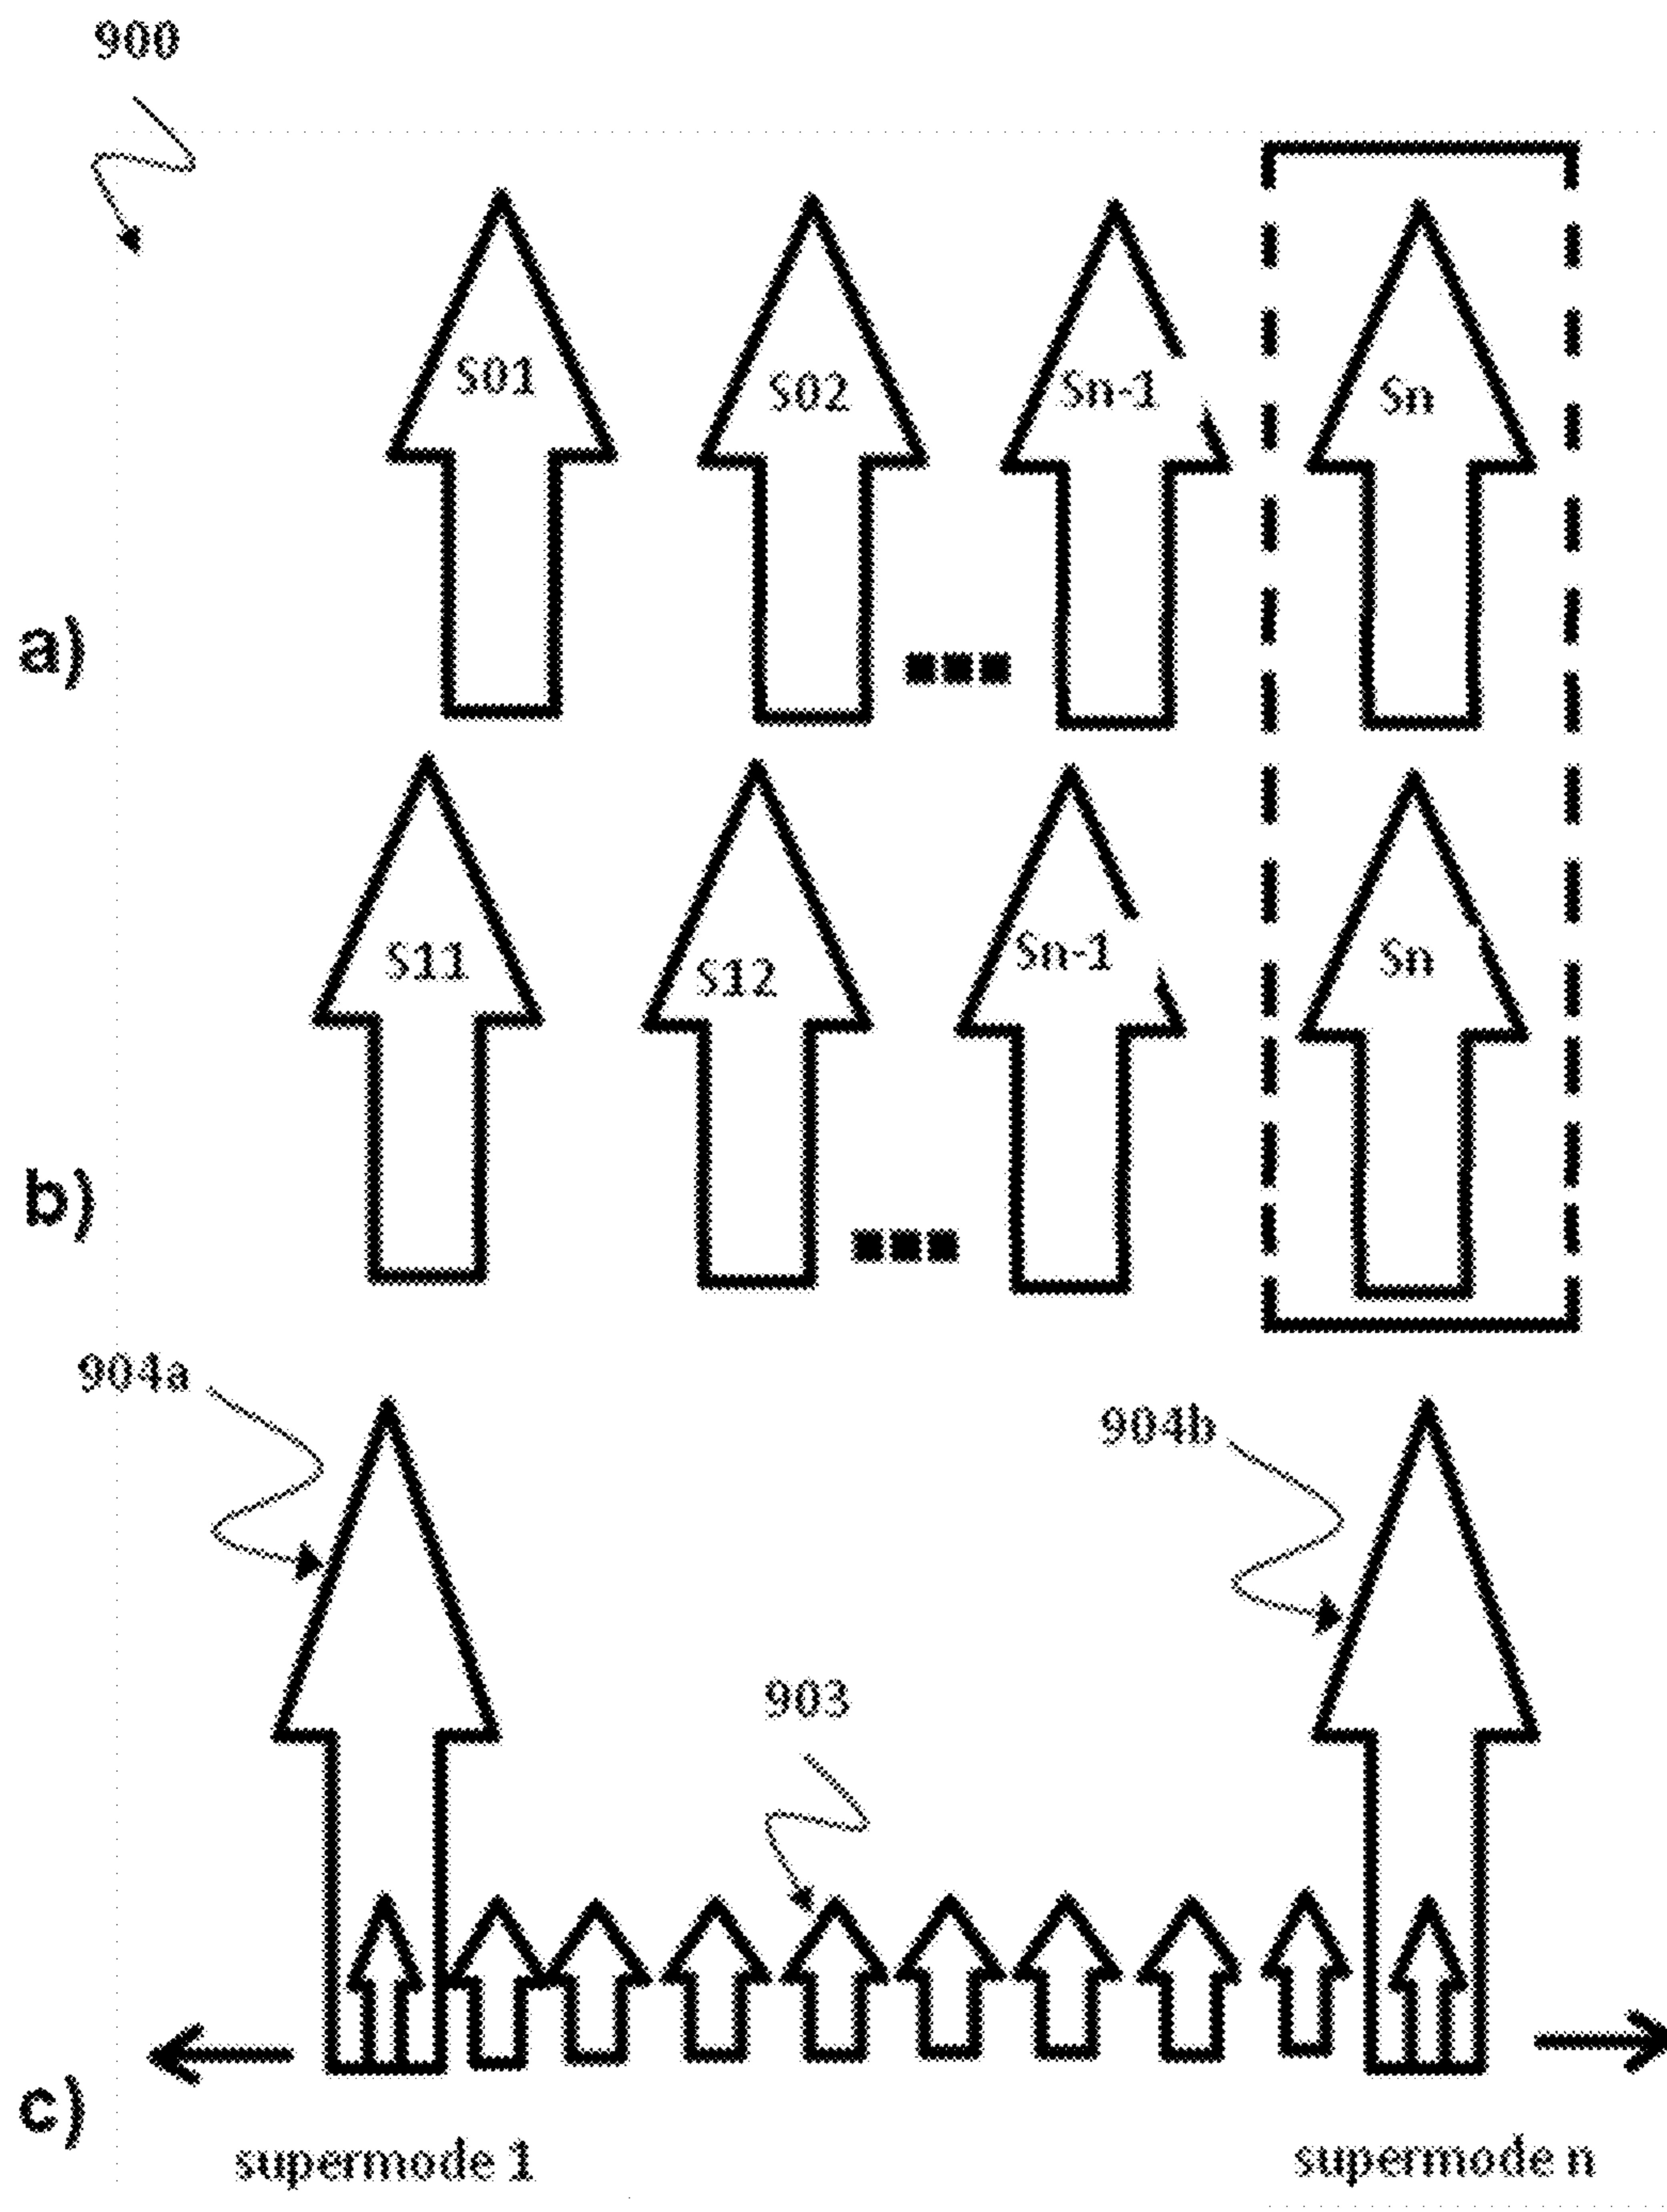 900
S01 S02 Sn-1 Sn
a)
S11 S12 Sn-1 Sn
b)
904a
904b
903
c)
supermode 1 supermode n